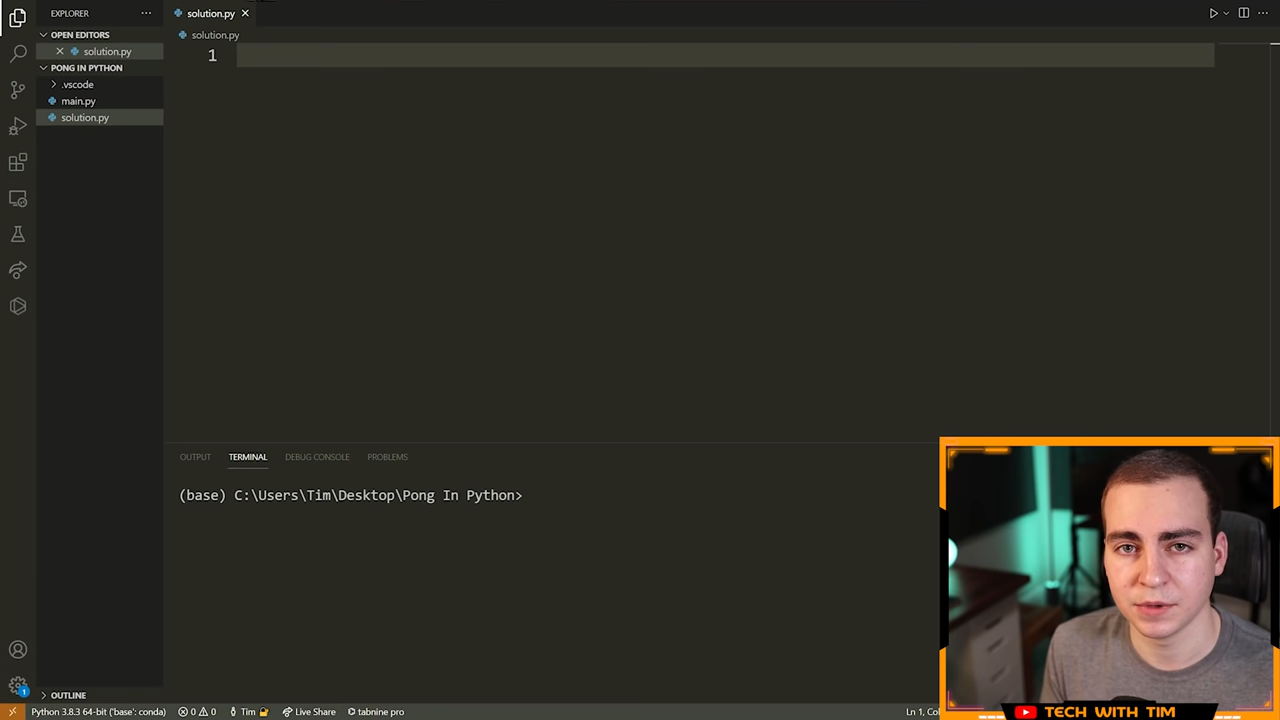 EXPLORER
OPEN EDITORS
solution.py
PONG IN PYTHON
.vscode
main.py
solution.py
OUTLINE
solution.py
solution.py
1
OUTPUT TERMINAL DEBUG CONSOLE PROBLEMS
(base) C:\Users\Tim\Desktop\Pong In Python>
TECH WITH TIM
1
Python 3.8.3 64-bit ('base': conda) 0 0 Tim Live Share tabnine pro Ln 1, Co